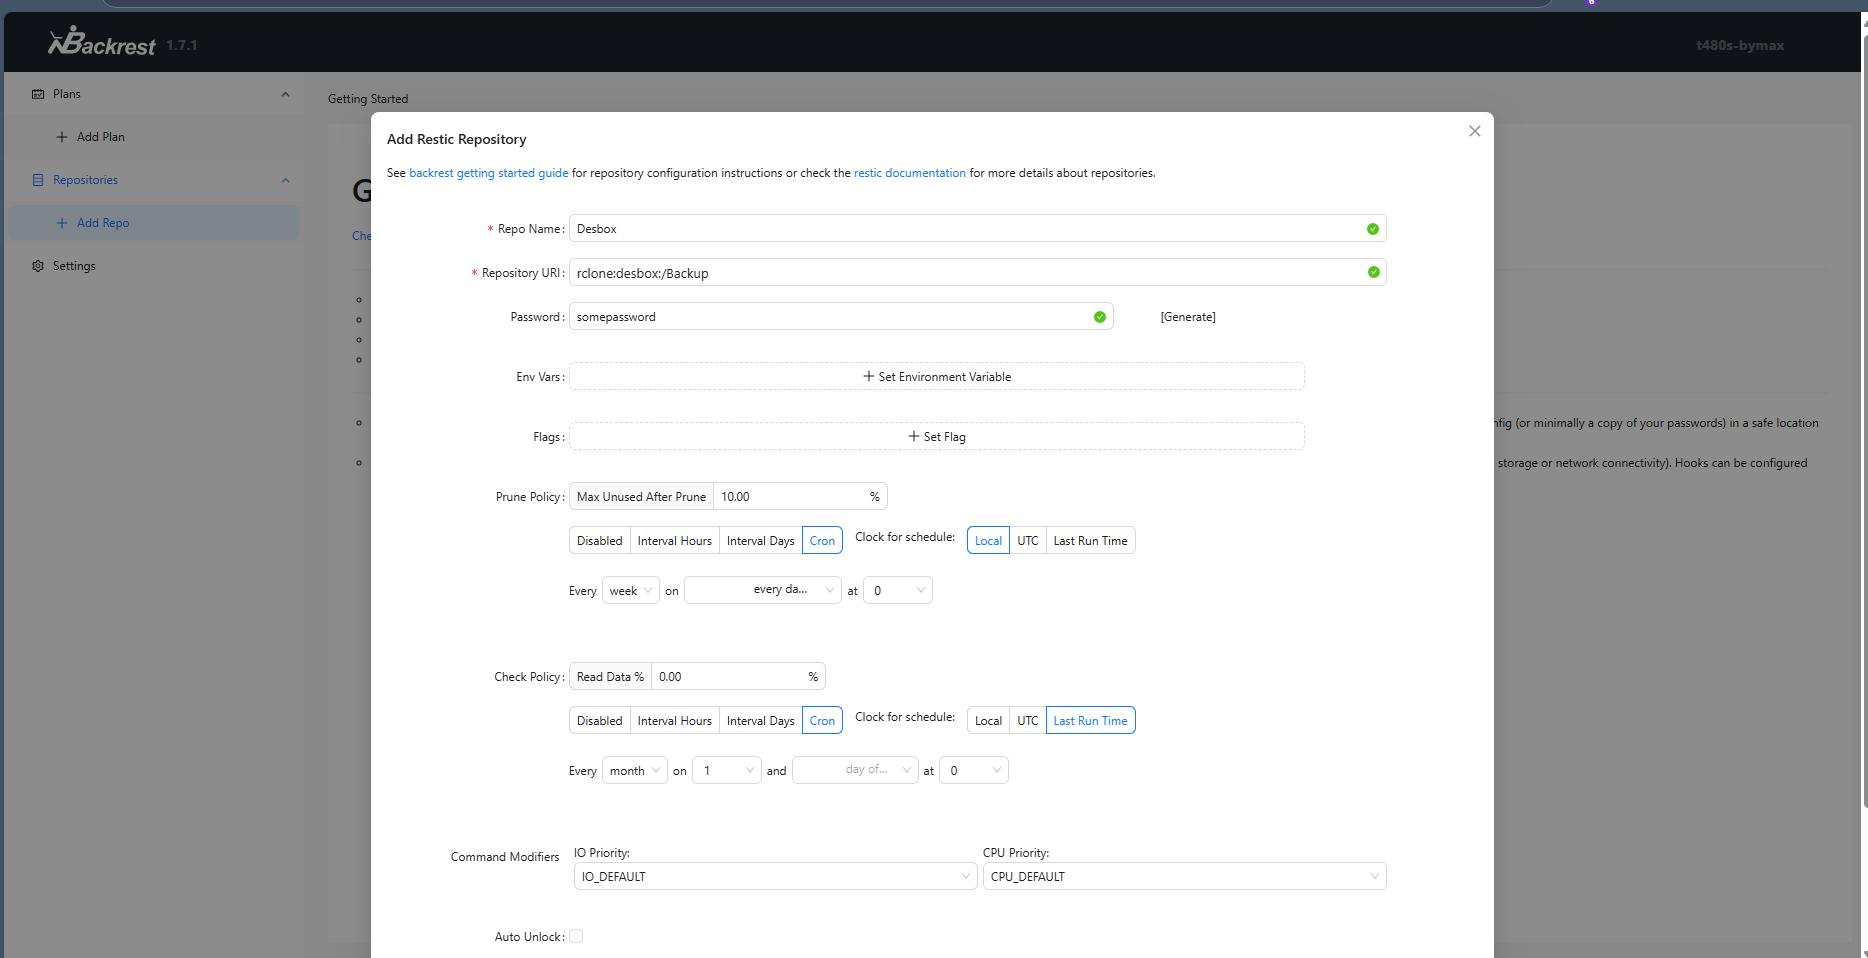 Backrest 1.7.1
t480s-bymax
Plans
Add Plan
Repositories
Add Repo
Settings
Getting Started
G
Che
Add Restic Repository
See backrest getting started guide for repository configuration instructions or check the restic documentation for more details about repositories.
* Repo Name: Desbox
* Repository URI: rclone:desbox:/Backup
Password: somepassword [Generate]
Env Vars: + Set Environment Variable
Flags: + Set Flag
Prune Policy: Max Unused After Prune 10.00 %
Disabled Interval Hours Interval Days Cron Clock for schedule: Local UTC Last Run Time
Every week on every da... at 0
Check Policy: Read Data % 0.00 %
Disabled Interval Hours Interval Days Cron Clock for schedule: Local UTC Last Run Time
Every month on 1 and day of... at 0
Command Modifiers IO Priority: CPU Priority:
IO_DEFAULT CPU_DEFAULT
Auto Unlock:
nfig (or minimally a copy of your passwords) in a safe location
storage or network connectivity). Hooks can be configured